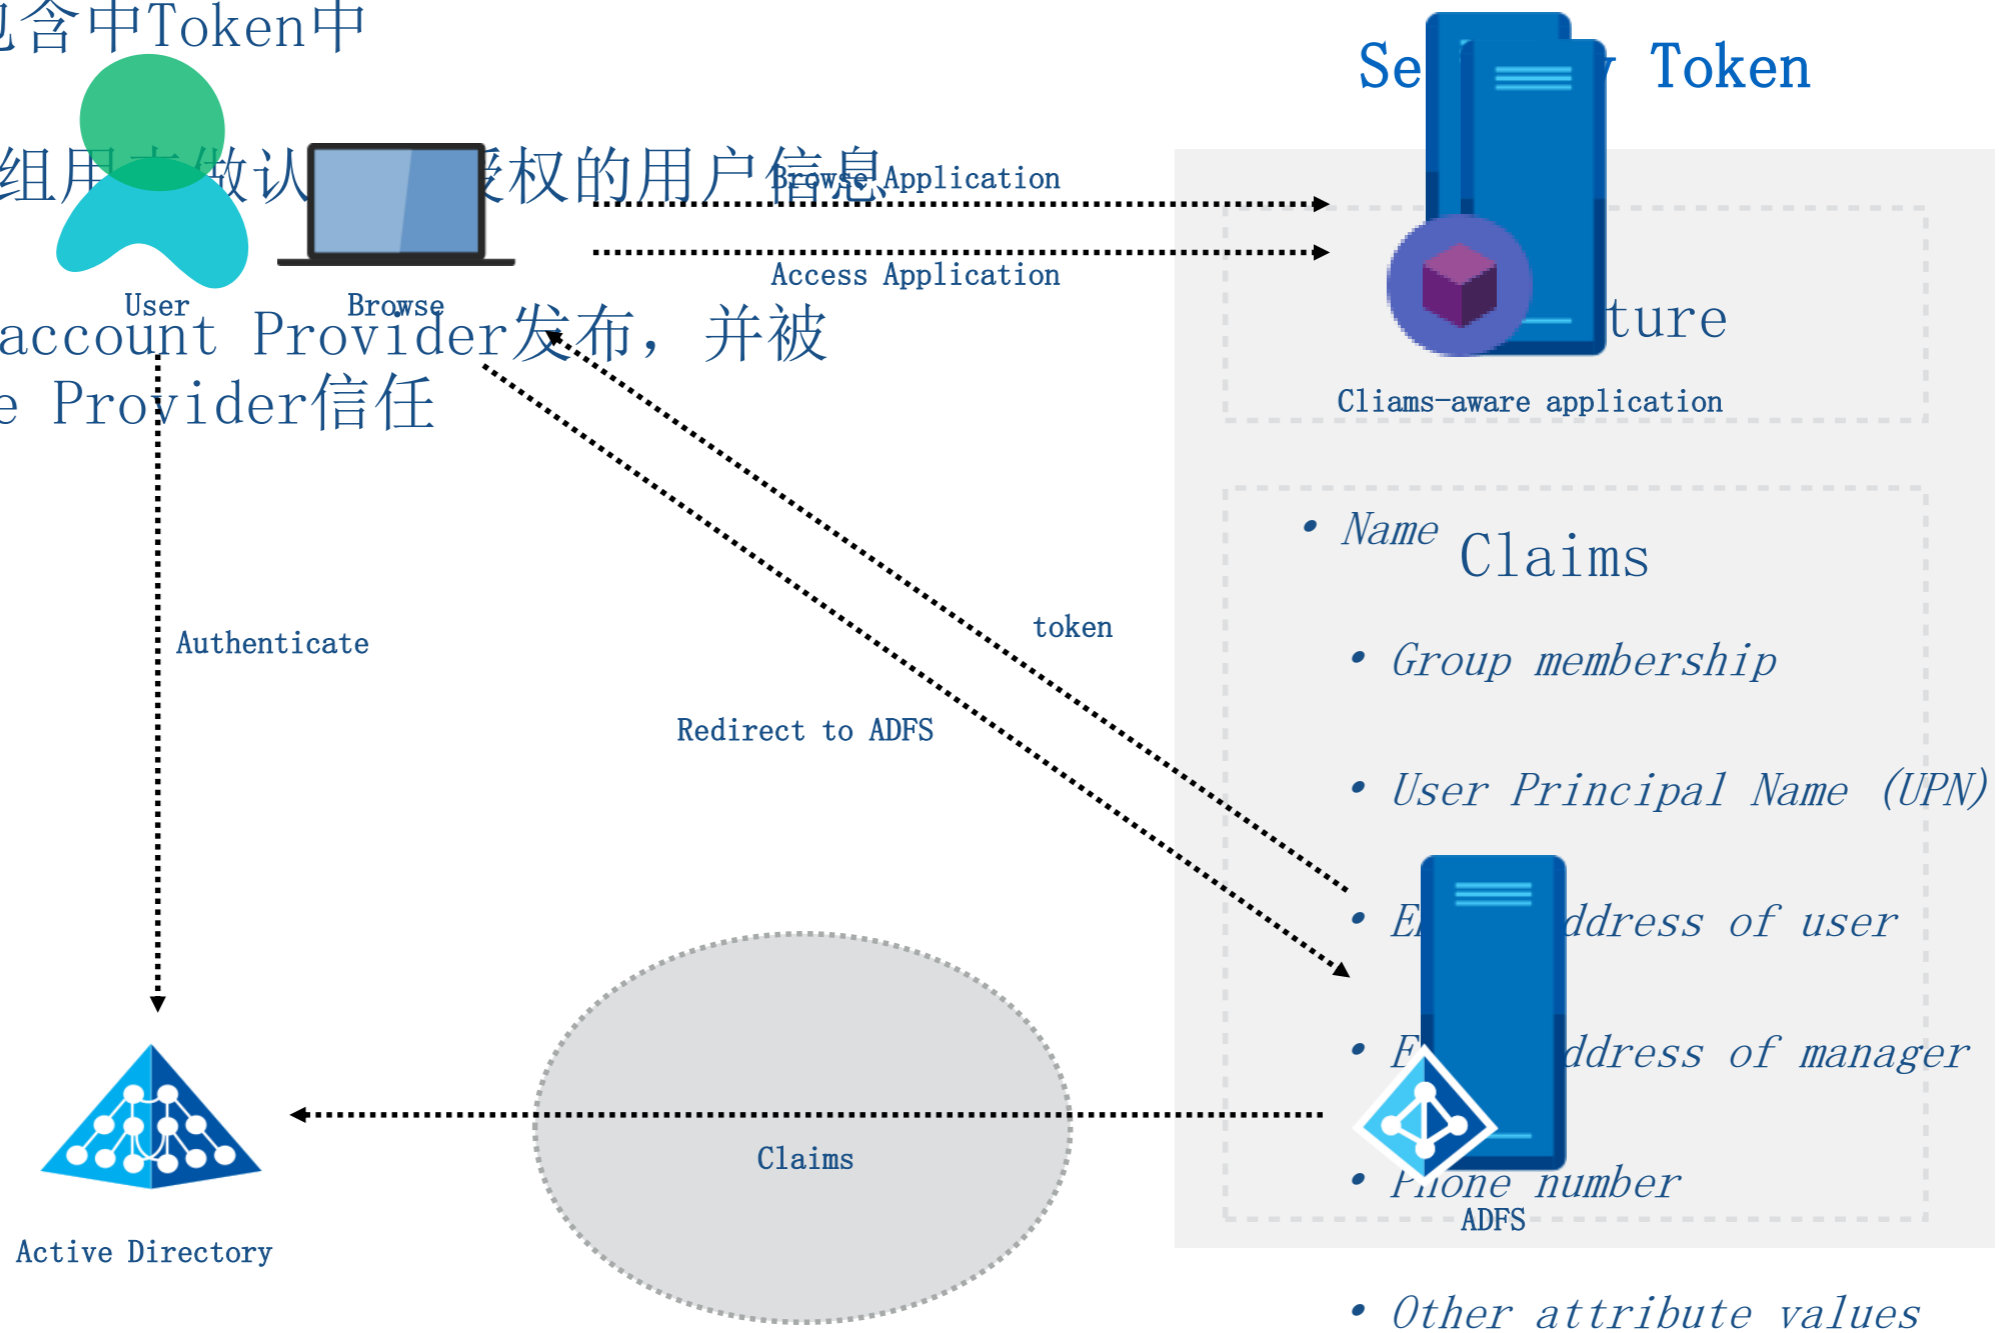 含中Token中
Token
组用 做认 授权的用户信息
Browse Application
Access Application
User
Browse
account Provider发布，并被
Provider信任
ture
Cliams-aware application
• Name
Claims
token
Authenticate
• Group membership
Redirect to ADFS
• User Principal Name (UPN)
ddress of user
ddress of manager
Claims
• Phone number
ADFS
Active Directory
• Other attribute values